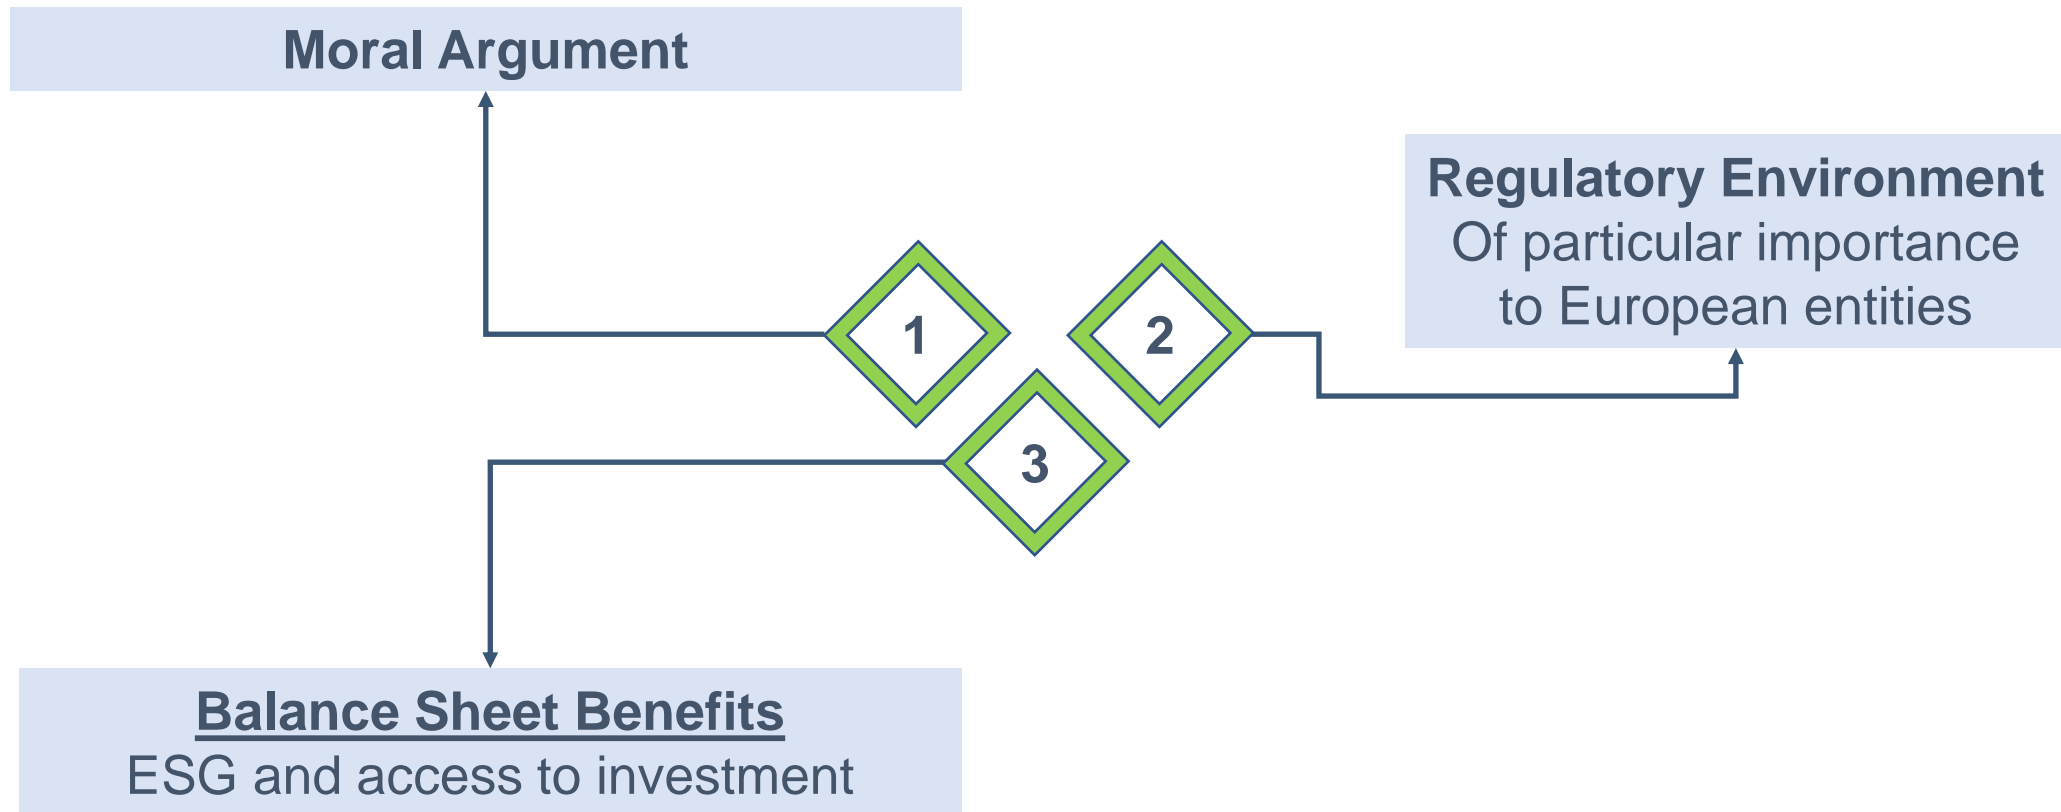 Moral Argument
Regulatory Environment
Of particular importance
to European entities
1
2
3
Balance Sheet Benefits
ESG and access to investment